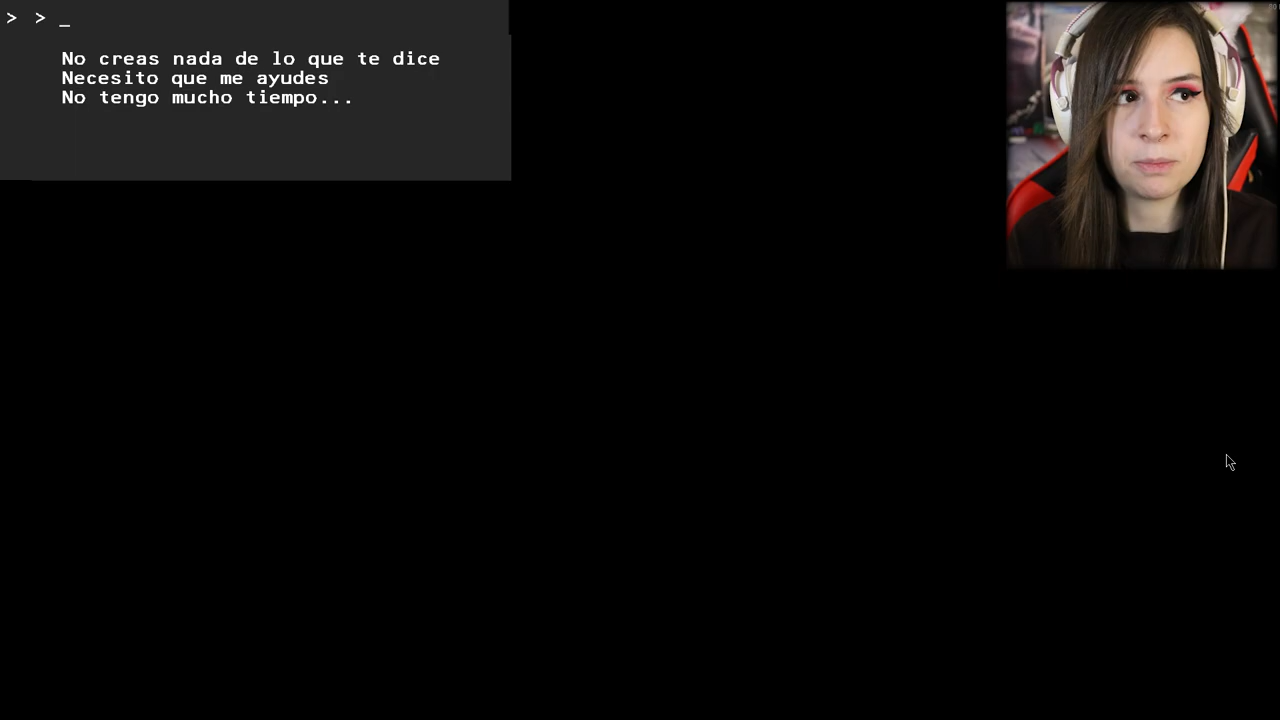 > > _
No creas nada de lo que te dice
Necesito que me ayudes
No tengo mucho tiempo...